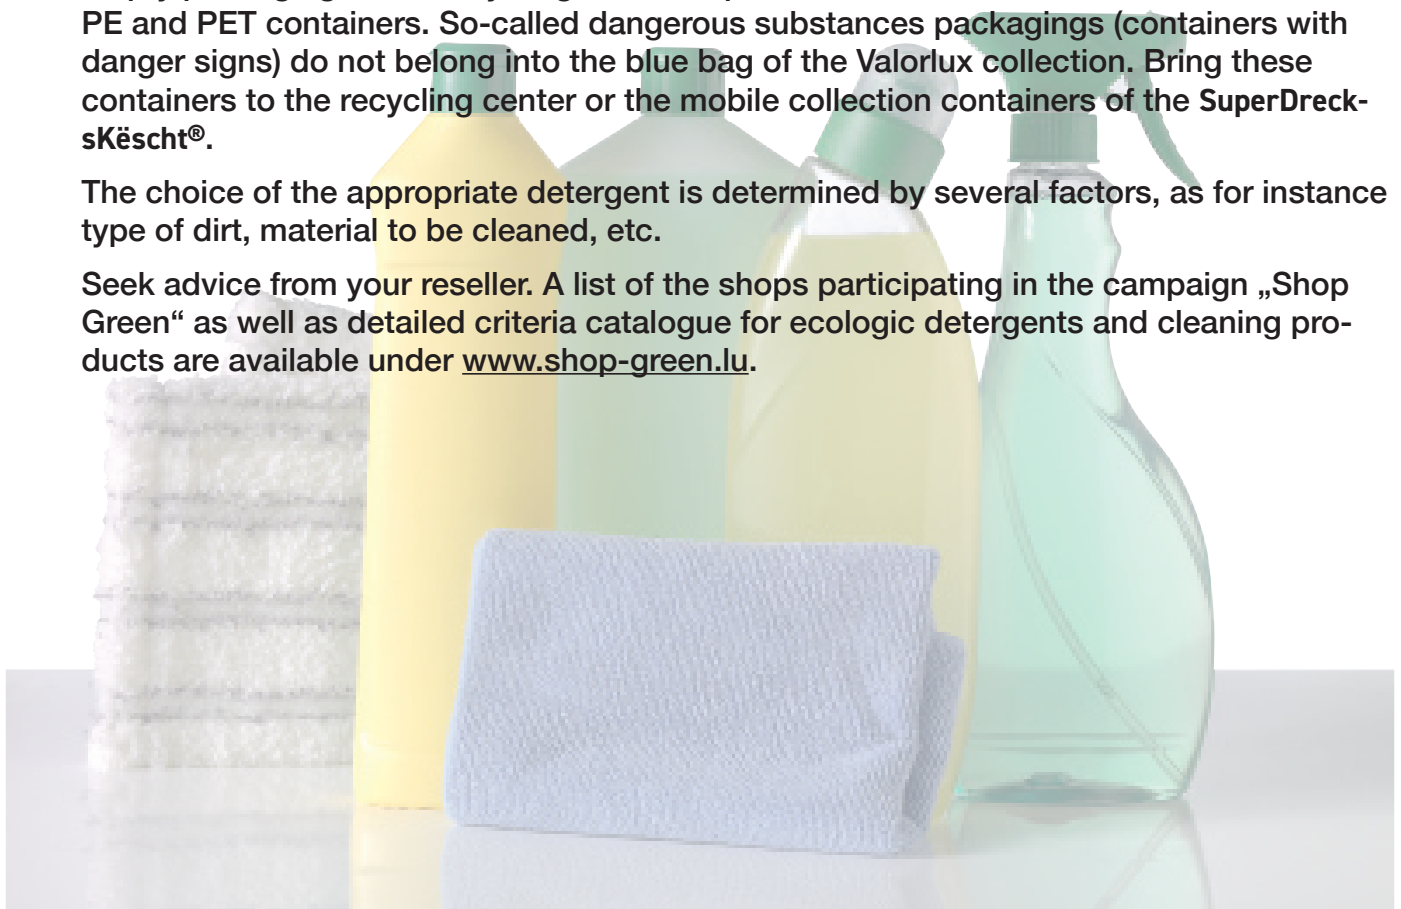 PE and PET containers. So-called dangerous substances packagings (containers with
danger signs) do not belong into the blue bag of the Valorlux collection. Bring these
containers to the recycling center or the mobile collection containers of the SuperDreck-
sKëscht®.
The choice of the appropriate detergent is determined by several factors, as for instance
type of dirt, material to be cleaned, etc.
Seek advice from your reseller. A list of the shops participating in the campaign „Shop
Green“ as well as detailed criteria catalogue for ecologic detergents and cleaning pro-
ducts are available under www.shop-green.lu.